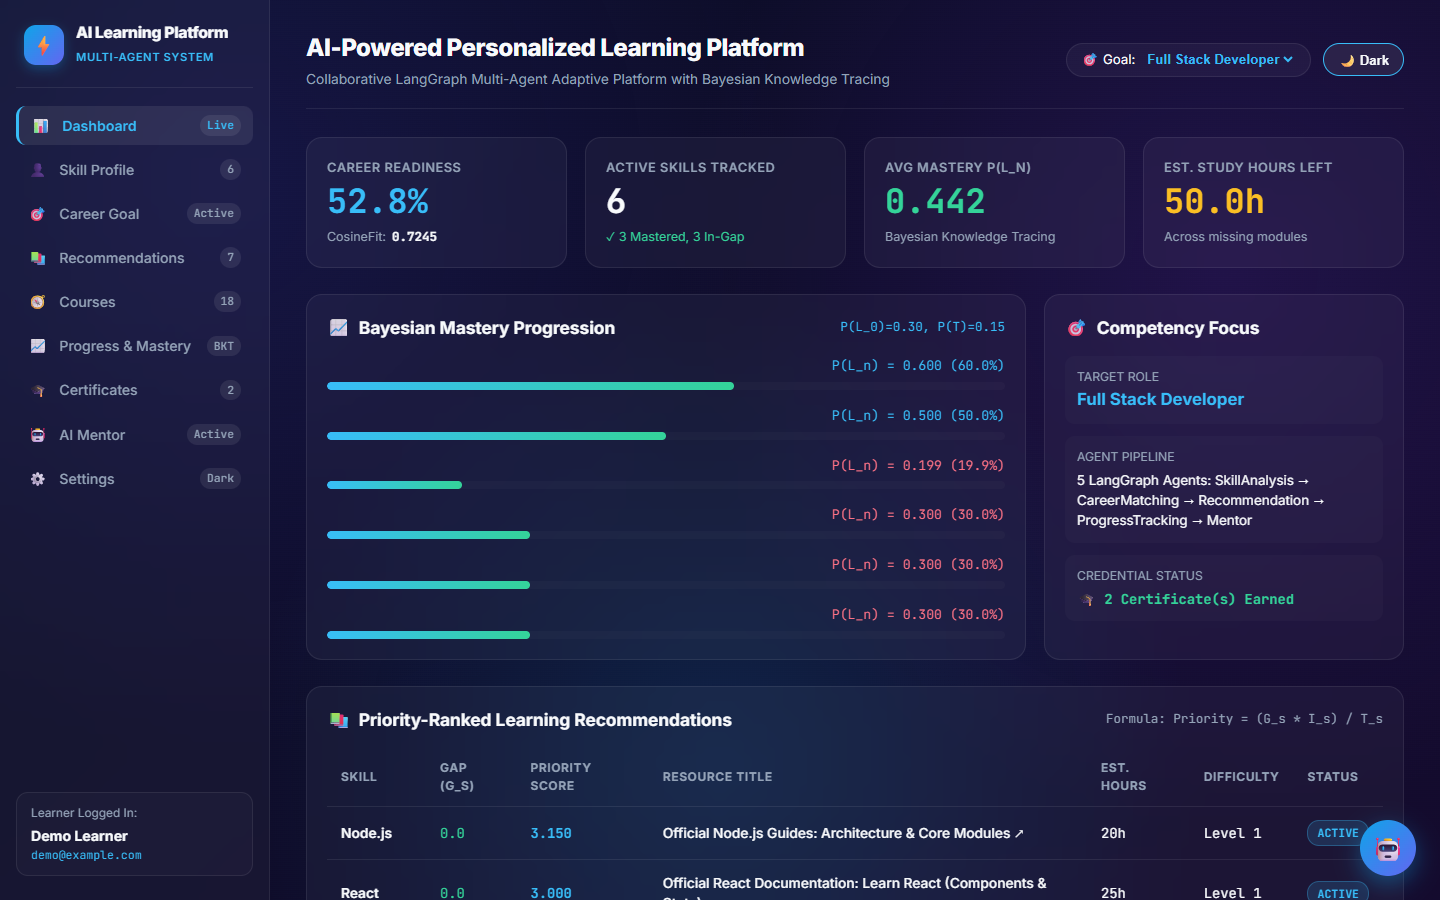 AI Learning Platform
MULTI-AGENT SYSTEM
Dashboard Live
Skill Profile 6
Career Goal Active
Recommendations 7
Courses 18
Progress & Mastery BKT
Certificates 2
AI Mentor Active
Settings Dark
Learner Logged In:
Demo Learner
demo@example.com
AI-Powered Personalized Learning Platform
Collaborative LangGraph Multi-Agent Adaptive Platform with Bayesian Knowledge Tracing
Goal: Full Stack Developer
Dark
CAREER READINESS
52.8%
CosineFit: 0.7245
ACTIVE SKILLS TRACKED
6
✓ 3 Mastered, 3 In-Gap
AVG MASTERY P(L_N)
0.442
Bayesian Knowledge Tracing
EST. STUDY HOURS LEFT
50.0h
Across missing modules
Bayesian Mastery Progression
P(L_0)=0.30, P(T)=0.15
P(L_n) = 0.600 (60.0%)
P(L_n) = 0.500 (50.0%)
P(L_n) = 0.199 (19.9%)
P(L_n) = 0.300 (30.0%)
P(L_n) = 0.300 (30.0%)
P(L_n) = 0.300 (30.0%)
Competency Focus
TARGET ROLE
Full Stack Developer
AGENT PIPELINE
5 LangGraph Agents: SkillAnalysis →
CareerMatching → Recommendation →
ProgressTracking → Mentor
CREDENTIAL STATUS
2 Certificate(s) Earned
Priority-Ranked Learning Recommendations
Formula: Priority = (G_s * I_s) / T_s
SKILL GAP (G_S) PRIORITY SCORE RESOURCE TITLE EST. HOURS DIFFICULTY STATUS
Node.js 0.0 3.150 Official Node.js Guides: Architecture & Core Modules ↗ 20h Level 1 ACTIVE
React 0.0 3.000 Official React Documentation: Learn React (Components & 25h Level 1 ACTIVE